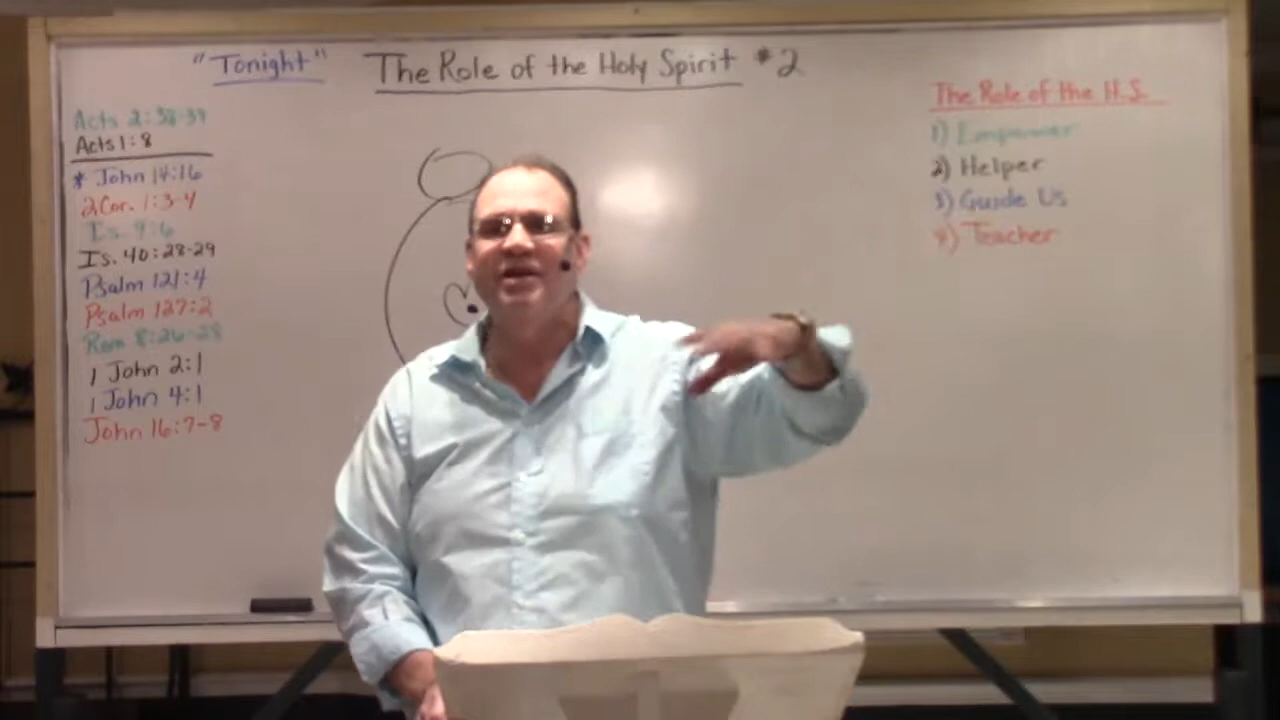 "Tonight" The Role of the Holy Spirit #2
Acts 2:38-39
Acts 1:8
* John 14:16
2 Cor. 1:3-4
Is. 9:6
Is. 40:28-29
Psalm 121:4
Psalm 127:2
Rom 8:26-28
1 John 2:1
1 John 4:1
John 16:7-8
The Role of the H.S.
1) Empower
2) Helper
3) Guide Us
4) Teacher